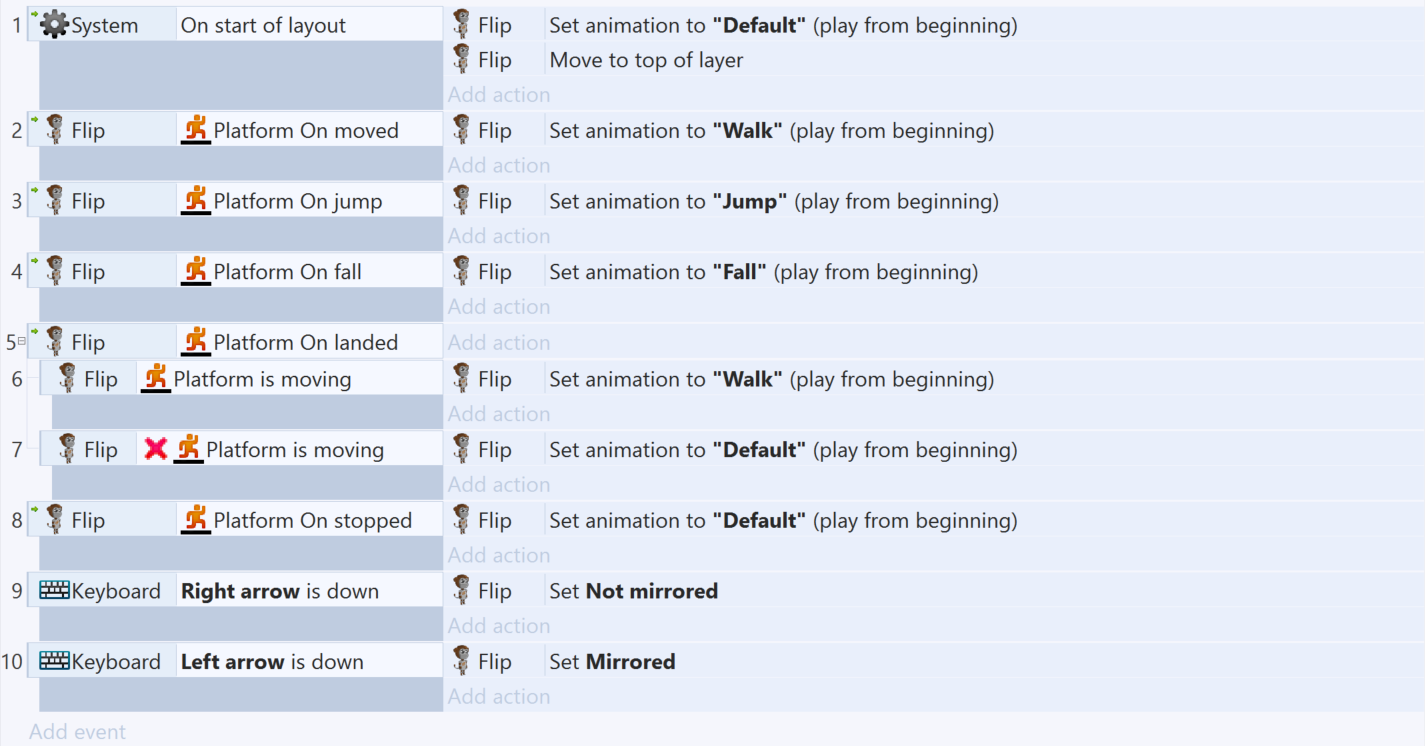 1 System On start of layout Flip Set animation to "Default" (play from beginning)
Flip Move to top of layer
Add action
2 Flip Platform On moved Flip Set animation to "Walk" (play from beginning)
Add action
3 Flip Platform On jump Flip Set animation to "Jump" (play from beginning)
Add action
4 Flip Platform On fall Flip Set animation to "Fall" (play from beginning)
Add action
5 Flip Platform On landed Add action
6 Flip Platform is moving Flip Set animation to "Walk" (play from beginning)
Add action
7 Flip Platform is moving Flip Set animation to "Default" (play from beginning)
Add action
8 Flip Platform On stopped Flip Set animation to "Default" (play from beginning)
Add action
9 Keyboard Right arrow is down Flip Set Not mirrored
Add action
10 Keyboard Left arrow is down Flip Set Mirrored
Add action
Add event